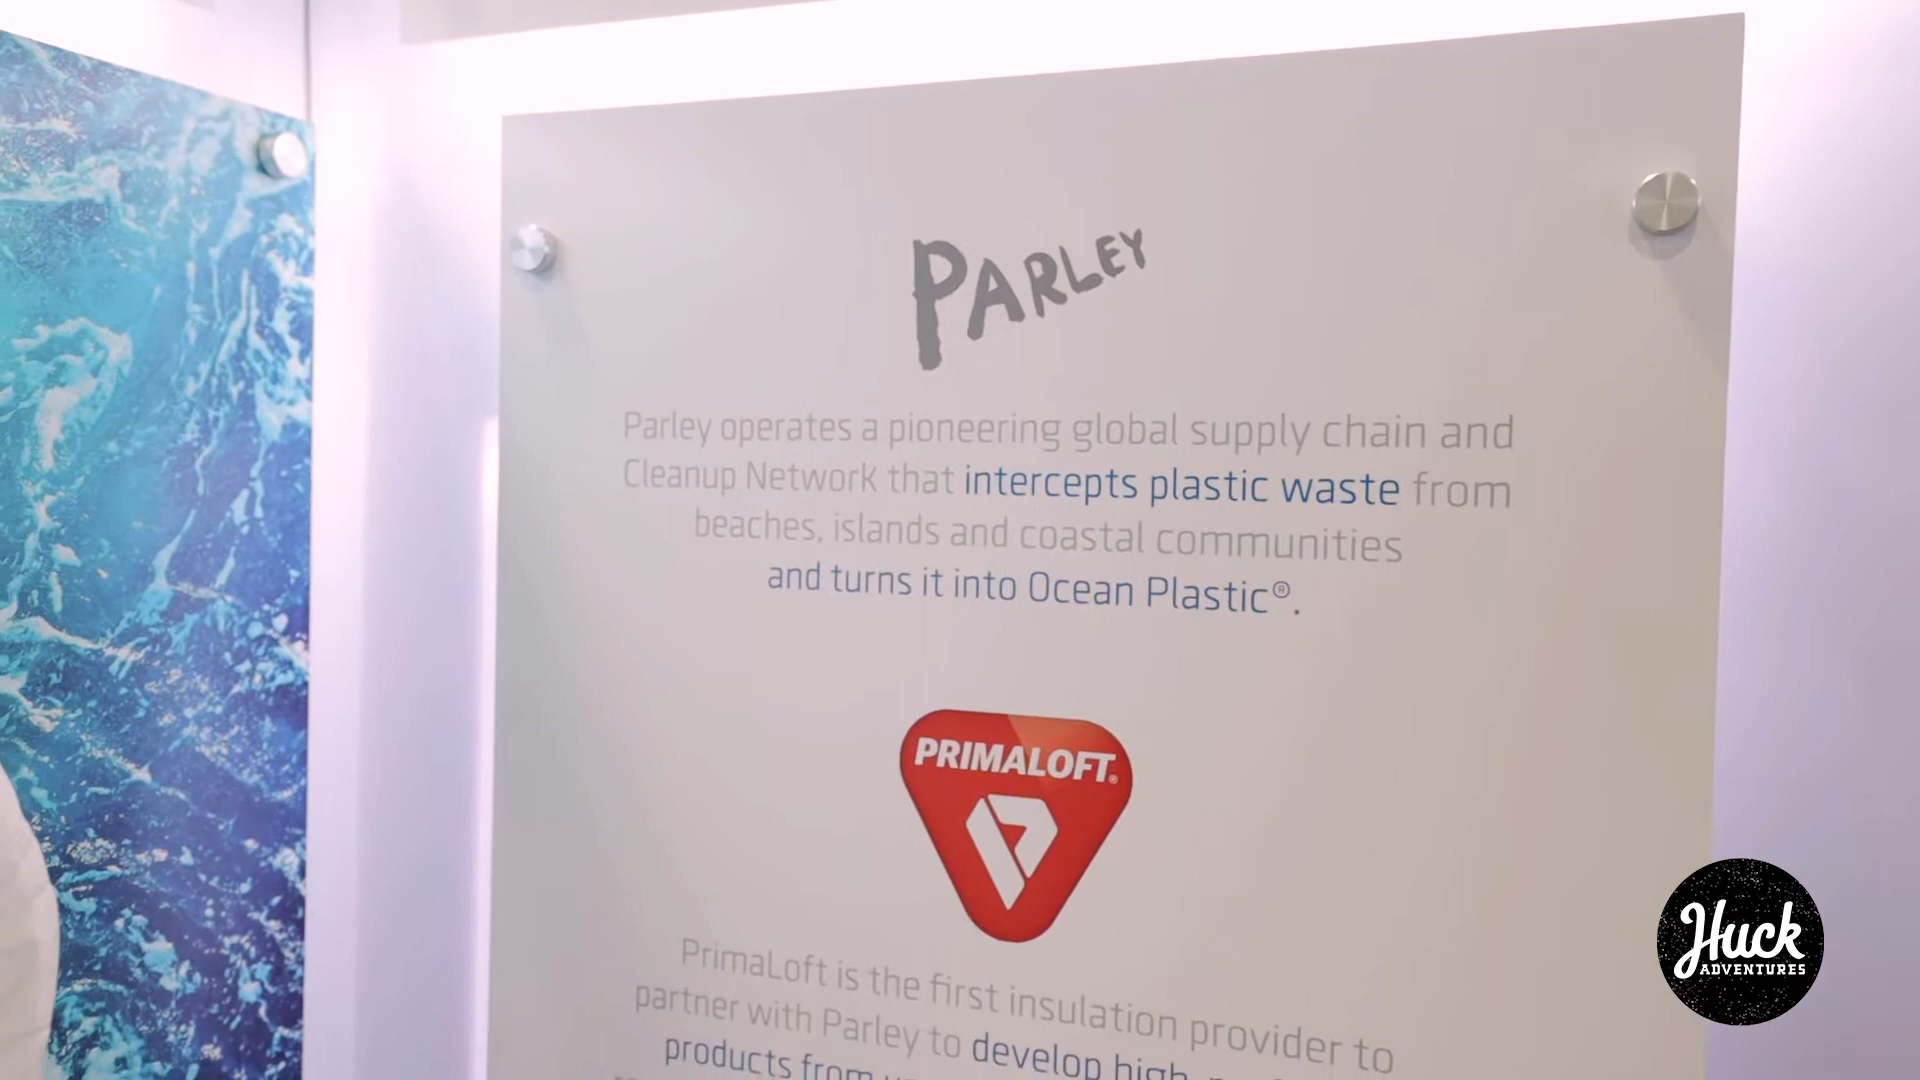 PARLEY
Parley operates a pioneering global supply chain and
Cleanup Network that intercepts plastic waste from
beaches, islands and coastal communities
and turns it into Ocean Plastic®.
PRIMALOFT®
PrimaLoft is the first insulation provider to
partner with Parley to develop high
products from
Huck
ADVENTURES